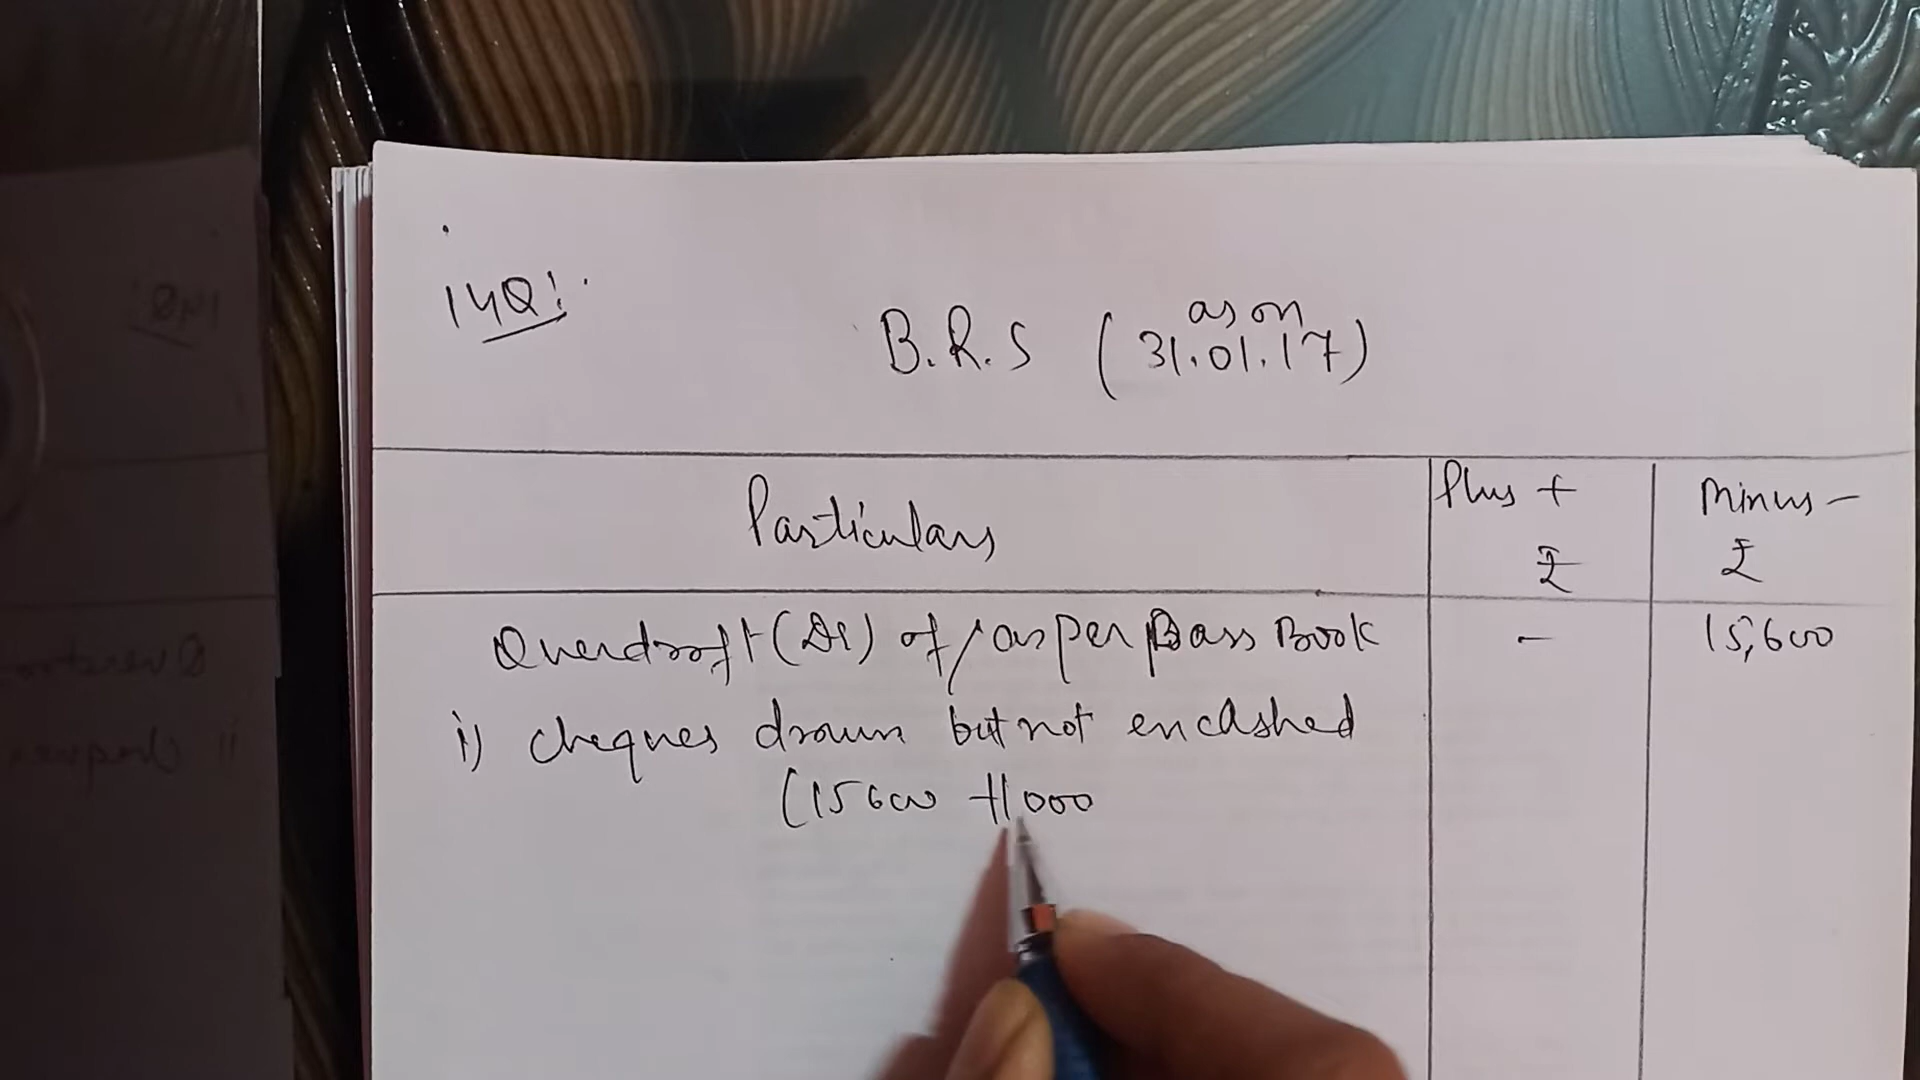 14Q:
B.R.S (as on 31.01.17)
Particulars Plus + ₹ Minus - ₹
Overdraft (Dr) of/as per Pass Book - 15,600
i) cheques drawn but not encashed
(15600 + 1000